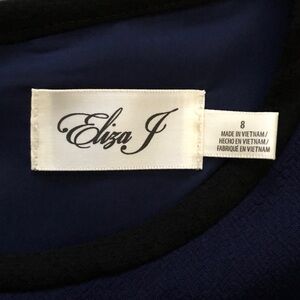 Eliza J
8
MADE IN VIETNAM/
HECHO EN VIETNAM/
FABRIQUÉ EN VIETNAM